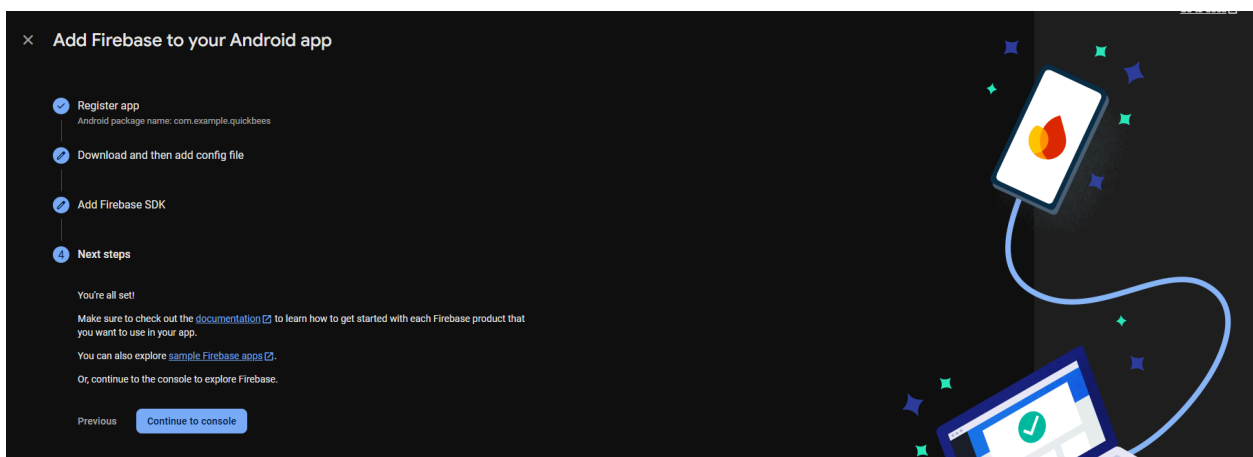 Add Firebase to your Android app
Register app
Android package name: com.example.quickbees
Download and then add config file
Add Firebase SDK
4 Next steps
You're all set!
Make sure to check out the documentation to learn how to get started with each Firebase product that
you want to use in your app.
You can also explore sample Firebase apps.
Or, continue to the console to explore Firebase.
Previous Continue to console